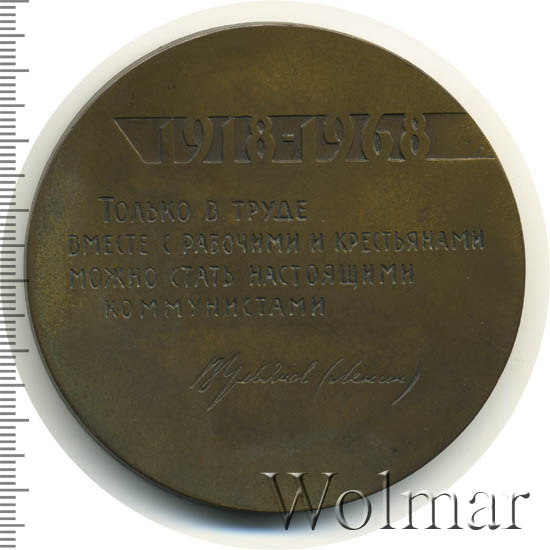 1918-1968
ТОЛЬКО В ТРУДЕ
ВМЕСТЕ С РАБОЧИМИ И КРЕСТЬЯНАМИ
МОЖНО СТАТЬ НАСТОЯЩИМИ
КОММУНИСТАМИ
В Ульянов (Ленин)
Wolmar